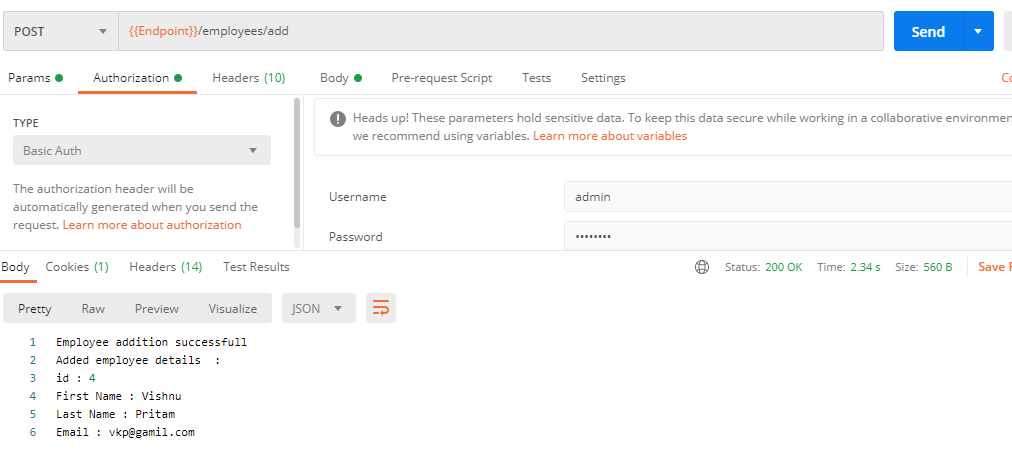 POST {{Endpoint}}/employees/add Send
Params Authorization Headers (10) Body Pre-request Script Tests Settings Co
TYPE
Basic Auth
The authorization header will be
automatically generated when you send the
request. Learn more about authorization
Heads up! These parameters hold sensitive data. To keep this data secure while working in a collaborative environmen
we recommend using variables. Learn more about variables
Username admin
Password ••••••••
Body Cookies (1) Headers (14) Test Results Status: 200 OK Time: 2.34 s Size: 560 B Save R
Pretty Raw Preview Visualize JSON
1 Employee addition successfull
2 Added employee details :
3 id : 4
4 First Name : Vishnu
5 Last Name : Pritam
6 Email : vkp@gamil.com